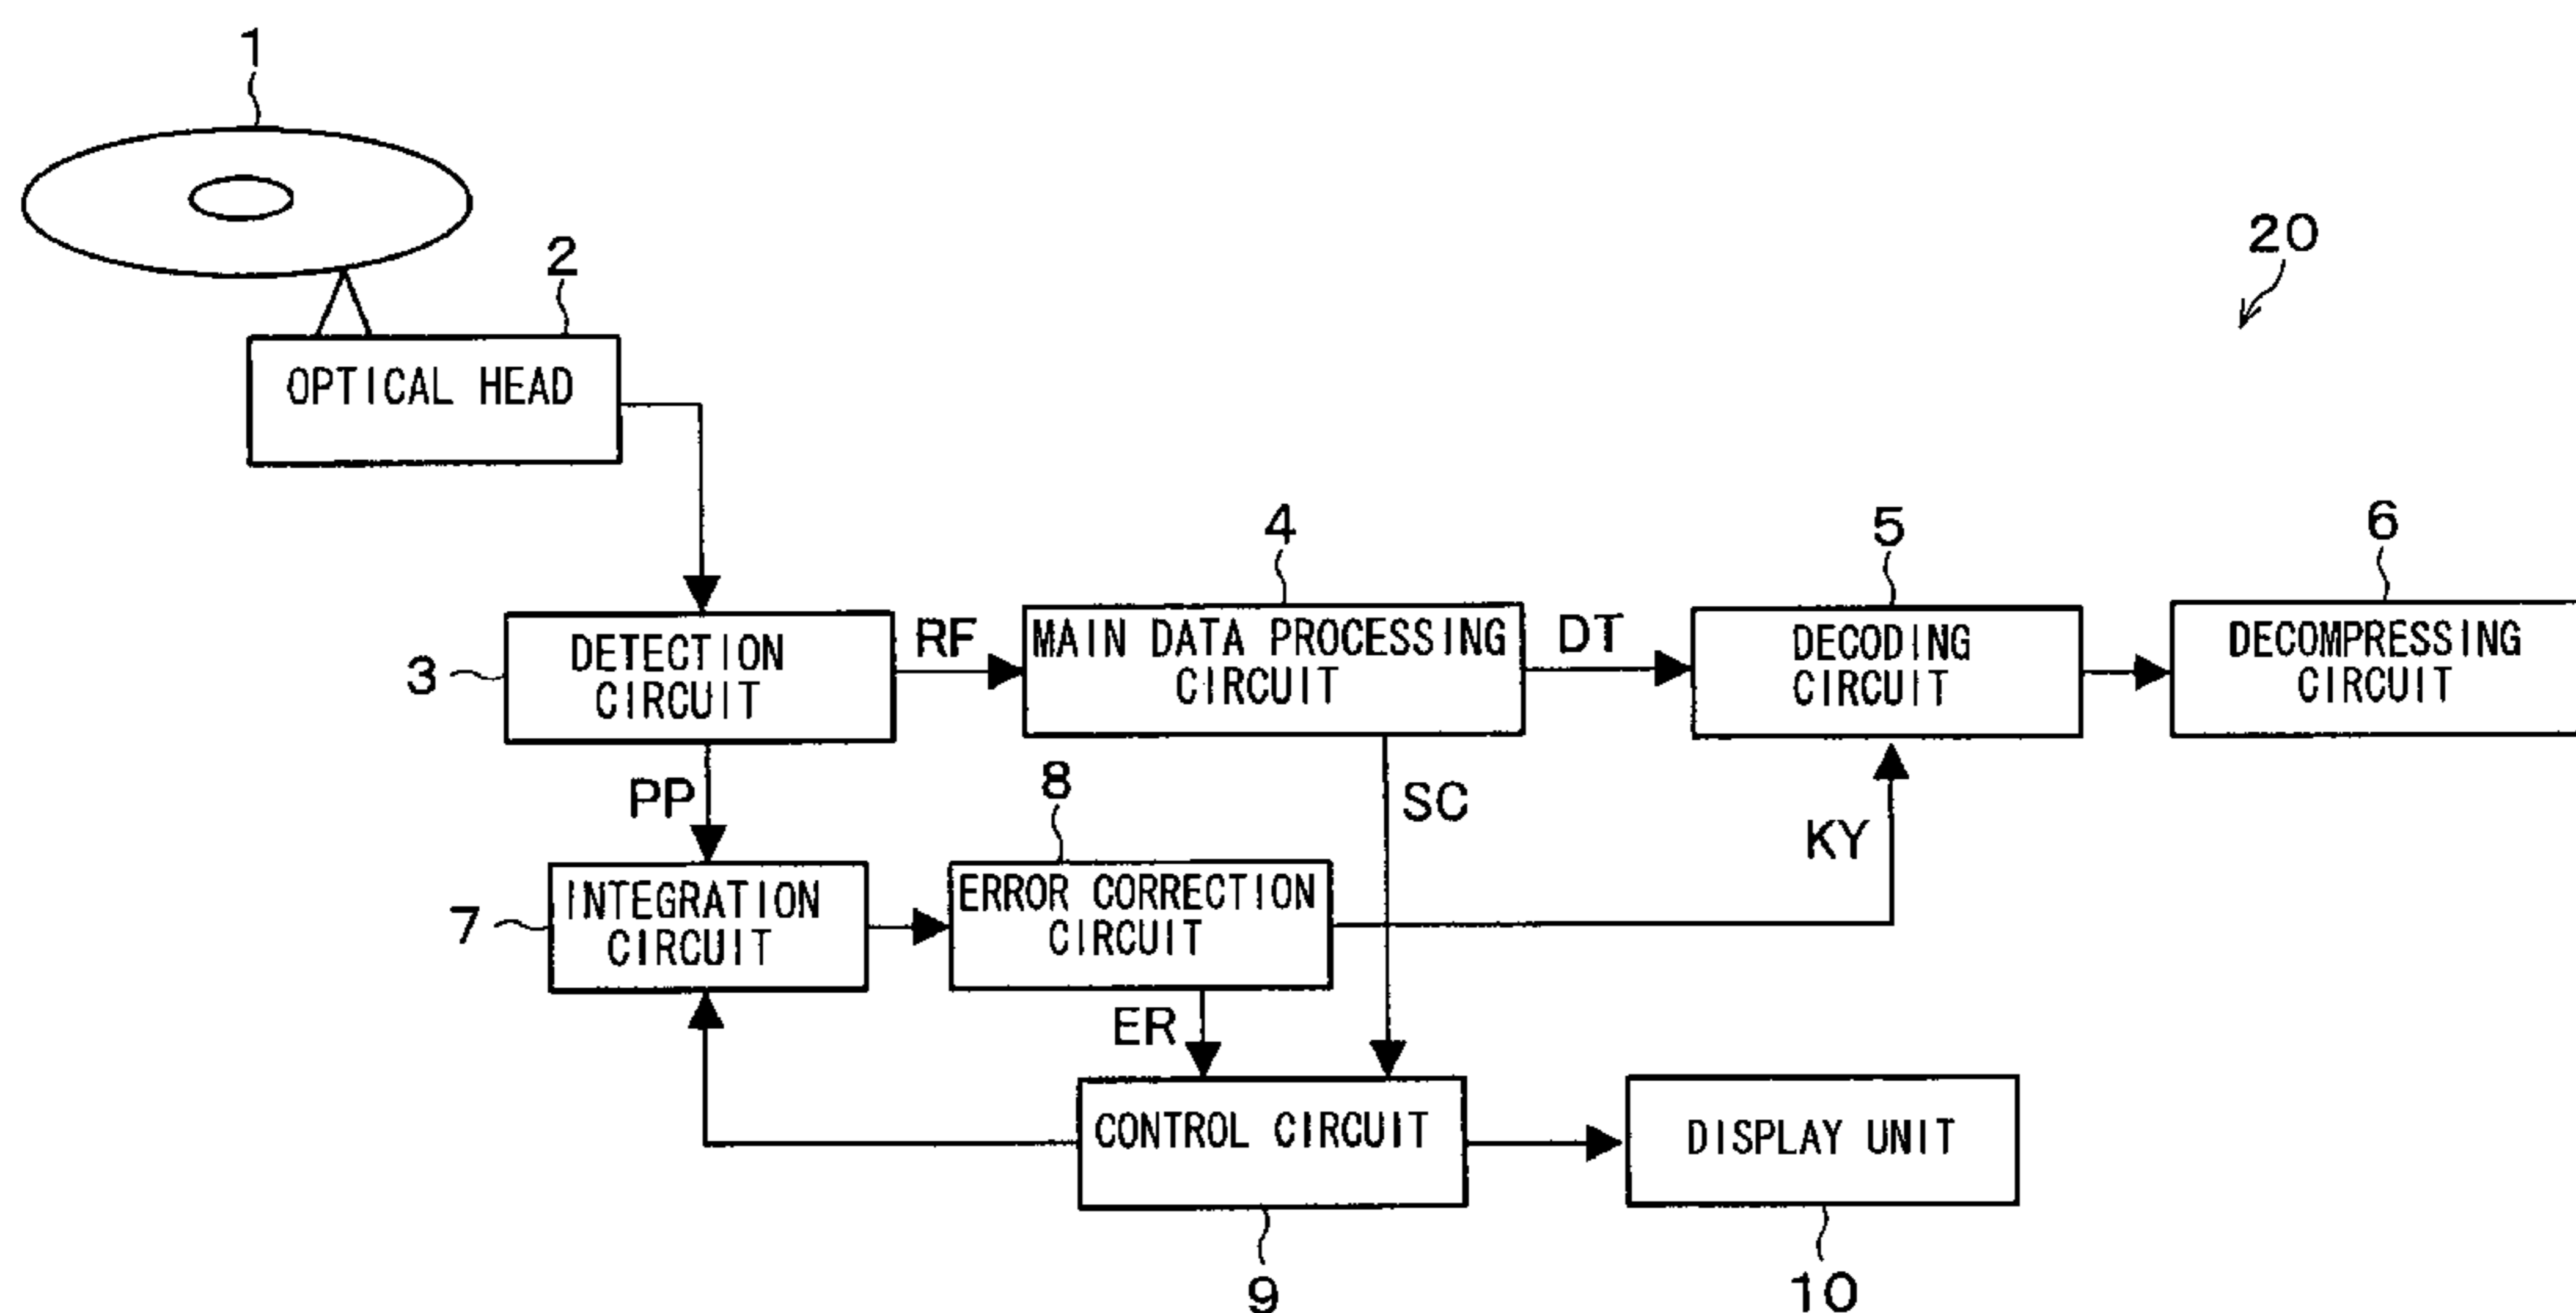 1
2
20
OPTICAL HEAD
4
5
6
3
DETECTION
CIRCUIT
RF
MAIN DATA PROCESSING
CIRCUIT
DT
DECODING
CIRCUIT
DECOMPRESSING
CIRCUIT
PP
8
SC
KY
7
INTEGRATION
CIRCUIT
ERROR CORRECTION
CIRCUIT
ER
CONTROL CIRCUIT
DISPLAY UNIT
9
10